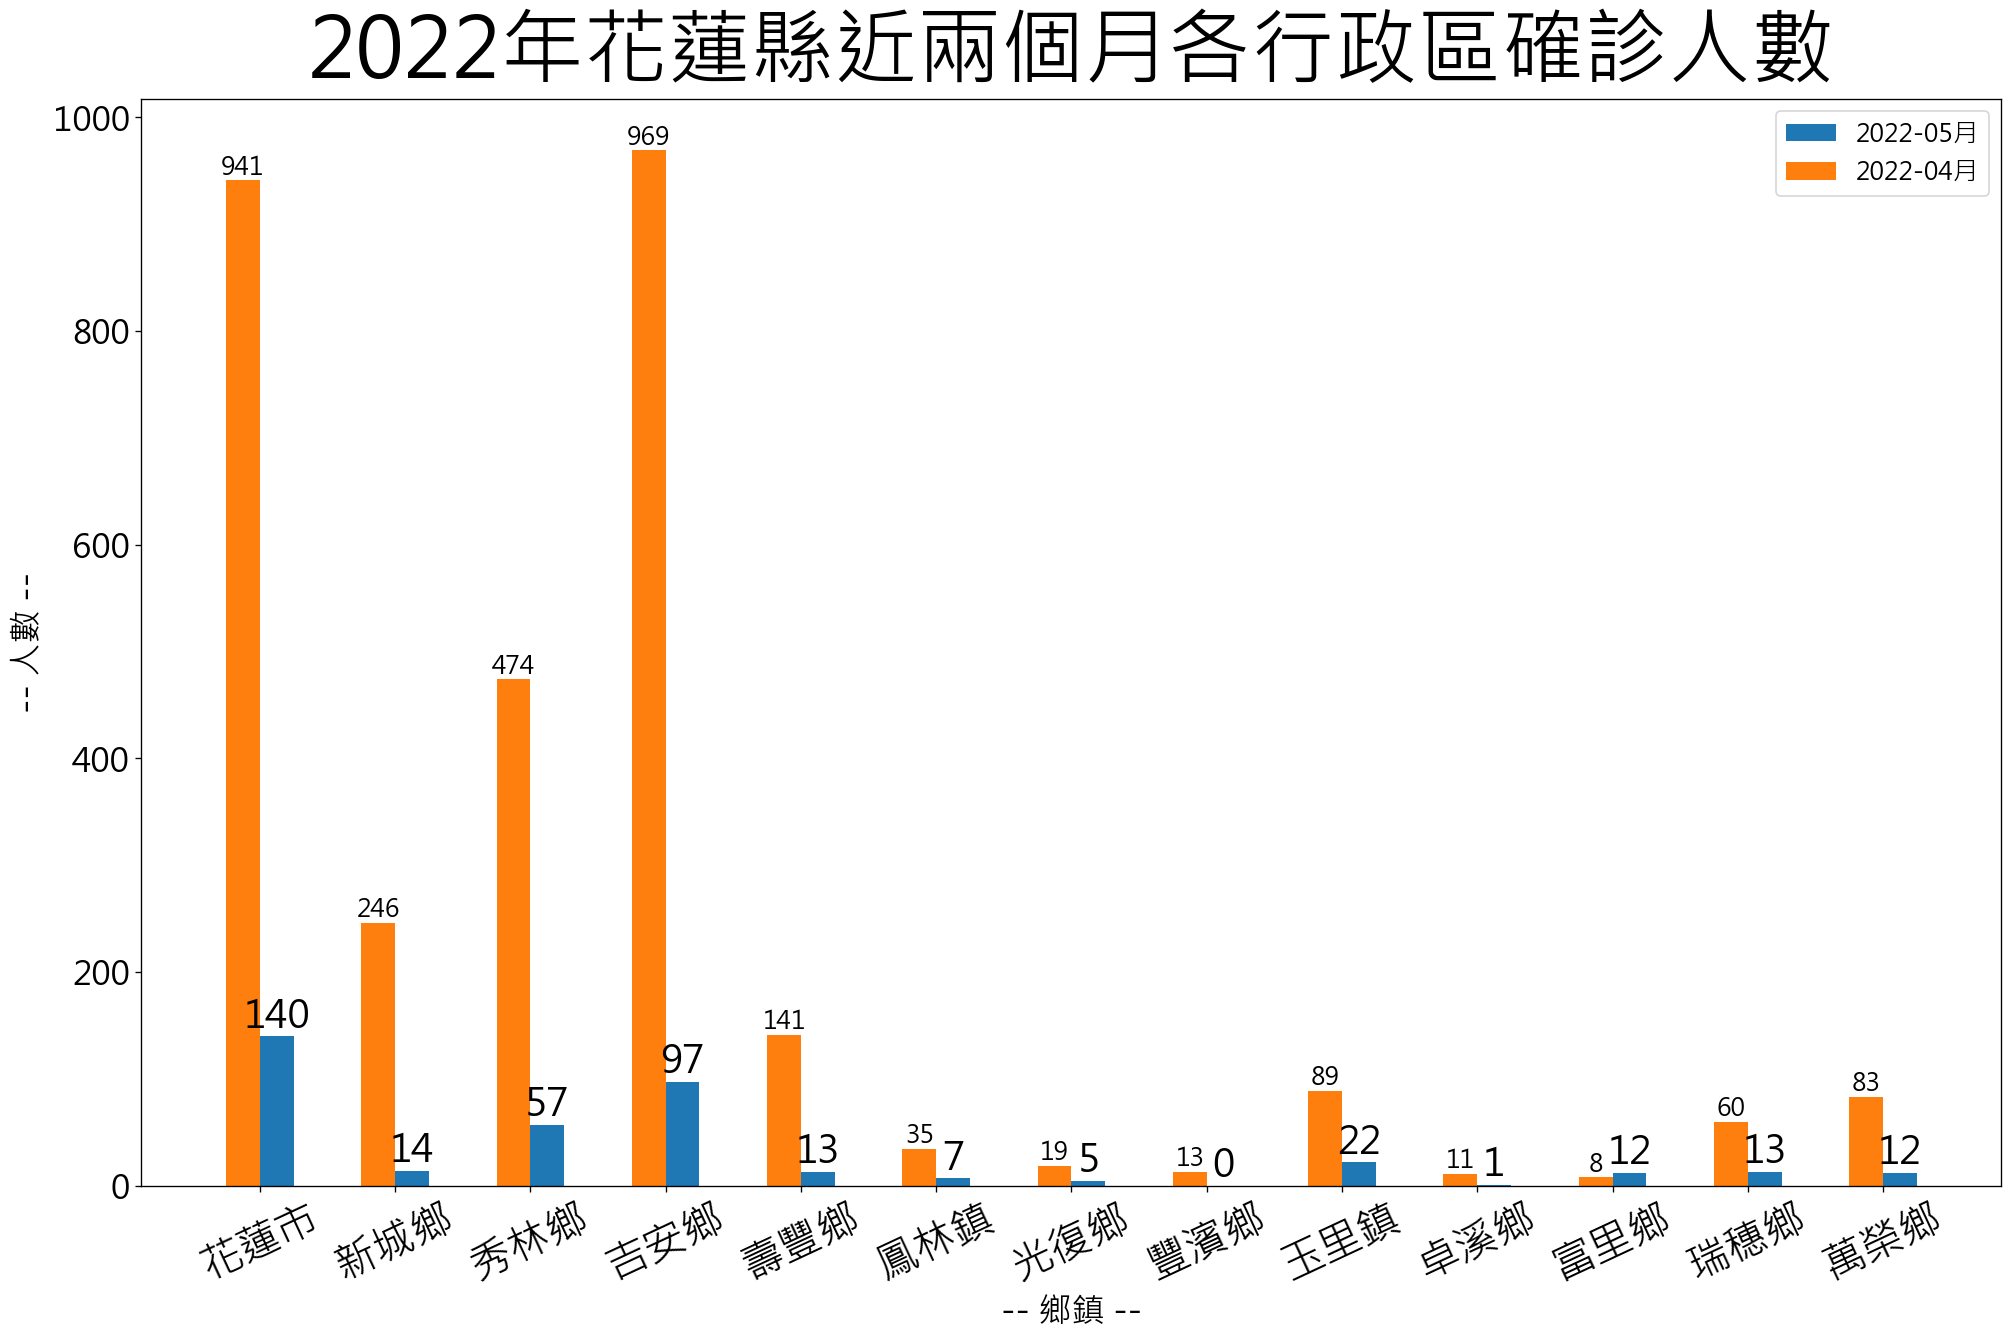 2022年花蓮縣近兩個月各行政區確診人數
2022-05月
2022-04月
-- 人數 --
1000
800
600
400
200
0
941
140
246
14
474
57
969
97
141
13
35
7
19
5
13
0
89
22
11
1
8
12
60
13
83
12
花蓮市
新城鄉
秀林鄉
吉安鄉
壽豐鄉
鳳林鎮
光復鄉
豐濱鄉
玉里鎮
卓溪鄉
富里鄉
瑞穗鄉
萬榮鄉
-- 鄉鎮 --